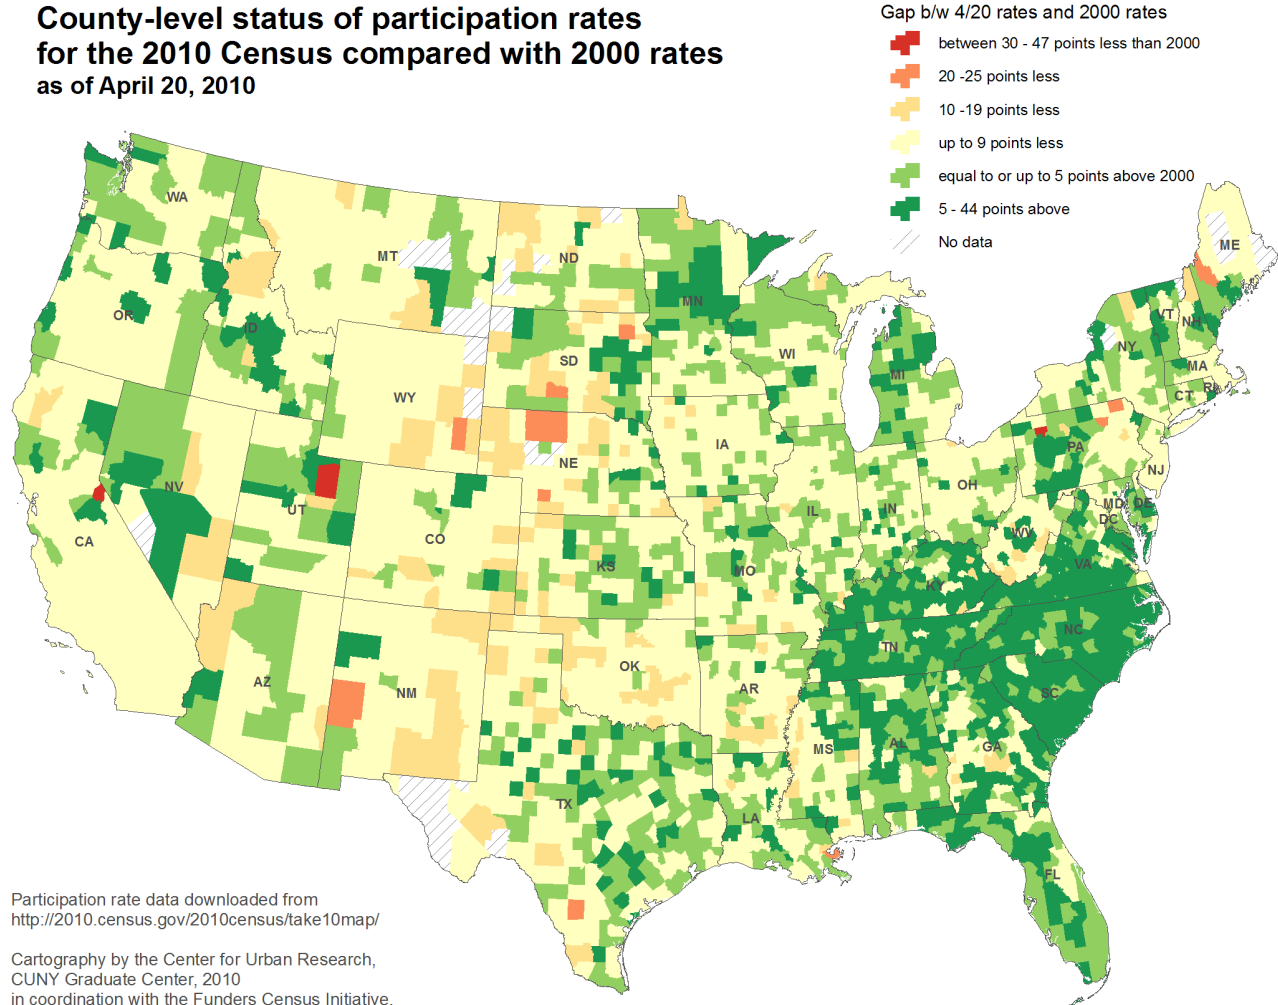 County-level status of participation rates
for the 2010 Census compared with 2000 rates
as of April 20, 2010
Gap b/w 4/20 rates and 2000 rates
between 30 - 47 points less than 2000
20 -25 points less
10 -19 points less
up to 9 points less
equal to or up to 5 points above 2000
5 - 44 points above
No data
WA
MT
ND
MN
ME
OR
ID
SD
WI
MI
VT
NH
NY
MA
CT
RI
WY
IA
NE
PA
NJ
NV
UT
CO
IL
IN
OH
MD
DE
DC
WV
VA
CA
KS
MO
KY
AZ
NM
OK
AR
TN
NC
SC
MS
AL
GA
TX
LA
FL
Participation rate data downloaded from
http://2010.census.gov/2010census/take10map/
Cartography by the Center for Urban Research,
CUNY Graduate Center, 2010
in coordination with the Funders Census Initiative.